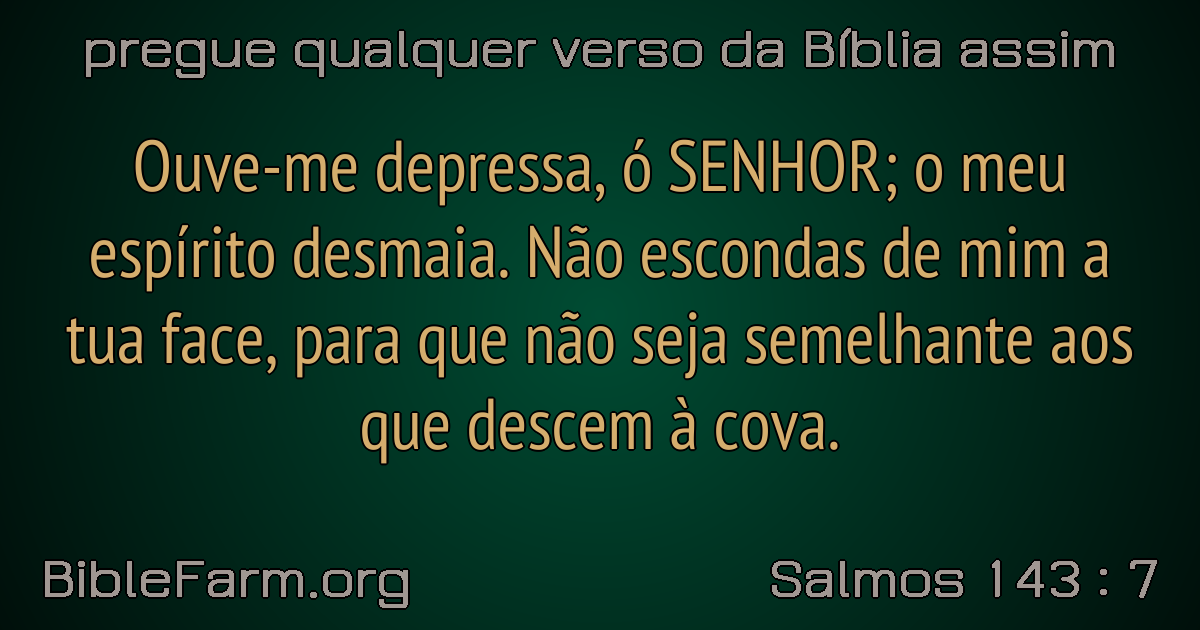 pregue qualquer verso da Bíblia assim
Ouve-me depressa, ó SENHOR; o meu
espírito desmaia. Não escondas de mim a
tua face, para que não seja semelhante aos
que descem à cova.
BibleFarm.org
Salmos 143 : 7